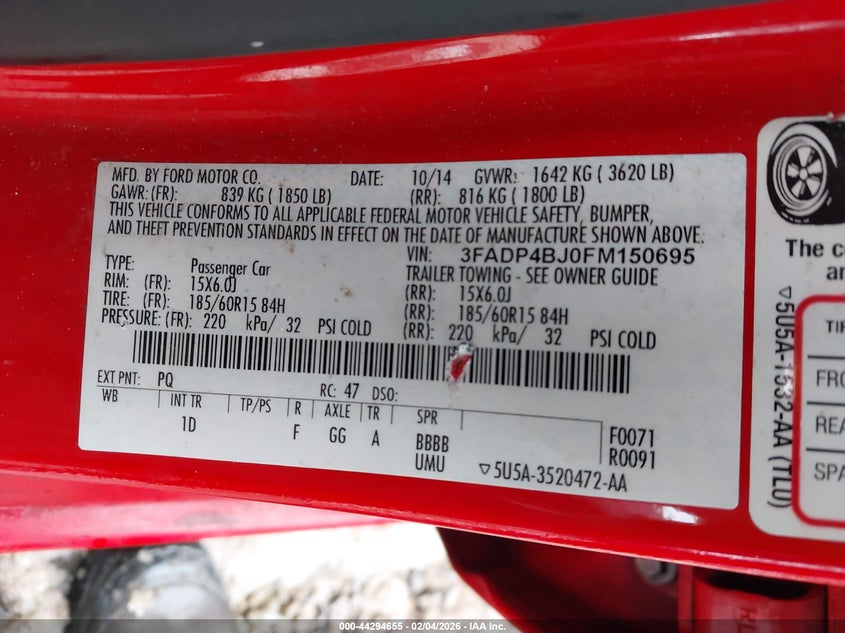 MFD. BY FORD MOTOR CO. DATE: 10/14 GVWR: 1642 KG ( 3620 LB)
GAWR: (FR): 839 KG ( 1850 LB) (RR): 816 KG ( 1800 LB)
THIS VEHICLE CONFORMS TO ALL APPLICABLE FEDERAL MOTOR VEHICLE SAFETY, BUMPER,
AND THEFT PREVENTION STANDARDS IN EFFECT ON THE DATE OF MANUFACTURE SHOWN ABOVE.
VIN: 3FADP4BJ0FM150695
TYPE: Passenger Car TRAILER TOWING - SEE OWNER GUIDE
RIM: (FR): 15X6.0J (RR): 15X6.0J
TIRE: (FR): 185/60R15 84H (RR): 185/60R15 84H
PRESSURE: (FR): 220 kPa/ 32 PSI COLD (RR): 220 kPa/ 32 PSI COLD
EXT PNT: PQ RC: 47 DSO:
WB INT TR TP/PS R AXLE TR SPR
1D F GG A BBBB F0071
UMU R0091
▽5U5A-3520472-AA
The co
an
▽5U5A-1532-AA (TL0)
TIR
FRO
REA
SPA
000-44294655 - 02/04/2026 - IAA Inc.